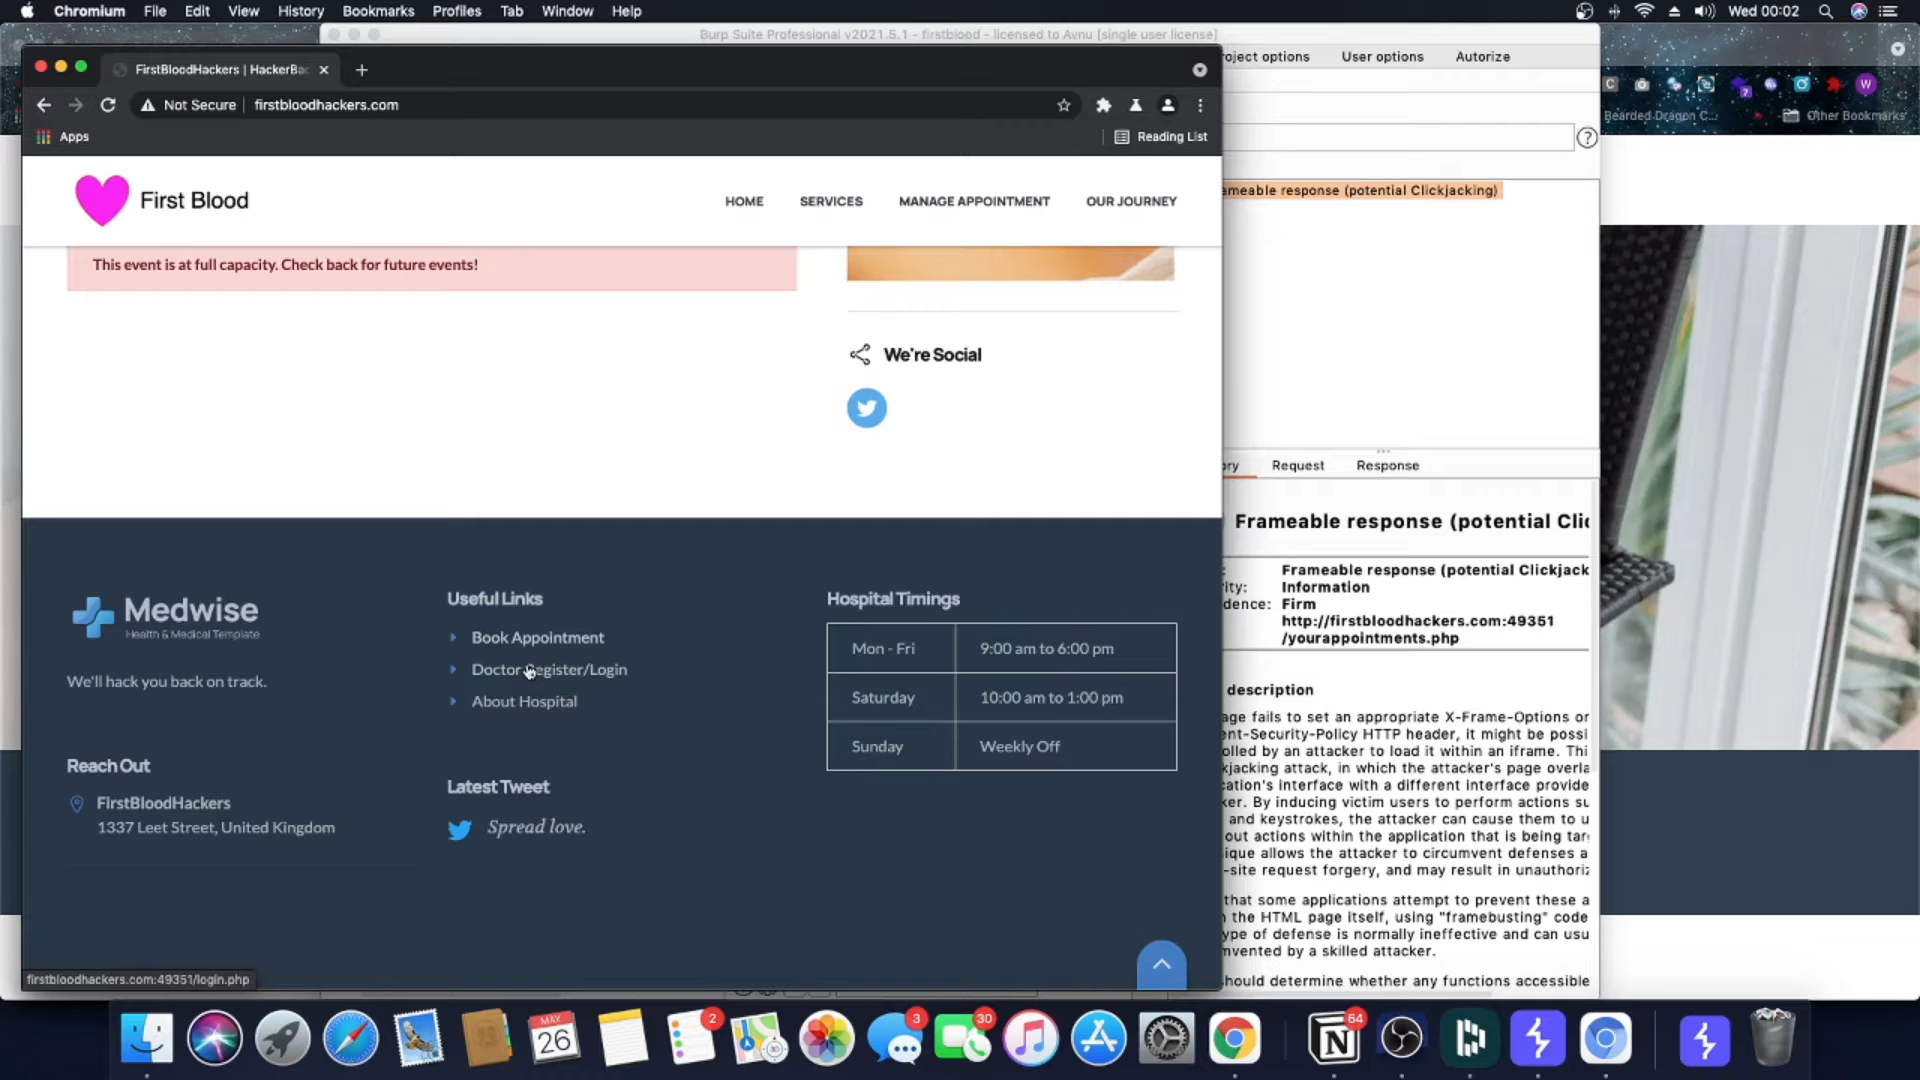 Chromium File Edit View History Bookmarks Profiles Tab Window Help
Wed 00:02
Burp Suite Professional v2021.5.1 - firstblood - licensed to Avnu [single user license]
FirstBloodHackers | HackerBac
oject options User options Autorize
Not Secure firstbloodhackers.com
Apps
Reading List
Bearded Dragon C... Other Bookmarks
First Blood
HOME SERVICES MANAGE APPOINTMENT OUR JOURNEY
This event is at full capacity. Check back for future events!
We're Social
Medwise
Health & Medical Template
We'll hack you back on track.
Reach Out
FirstBloodHackers
1337 Leet Street, United Kingdom
Useful Links
Book Appointment
Doctor Register/Login
About Hospital
Latest Tweet
Spread love.
Hospital Timings
Mon - Fri 9:00 am to 6:00 pm
Saturday 10:00 am to 1:00 pm
Sunday Weekly Off
firstbloodhackers.com:49351/login.php
ameable response (potential Clickjacking)
ory Request Response
Frameable response (potential Clic
: Frameable response (potential Clickjack
ity: Information
dence: Firm
http://firstbloodhackers.com:49351
/yourappointments.php
description
age fails to set an appropriate X-Frame-Options or
ent-Security-Policy HTTP header, it might be possi
olled by an attacker to load it within an iframe. Thi
kjacking attack, in which the attacker's page overla
cation's interface with a different interface provide
ker. By inducing victim users to perform actions su
and keystrokes, the attacker can cause them to u
out actions within the application that is being targ
ique allows the attacker to circumvent defenses a
-site request forgery, and may result in unauthoriz
that some applications attempt to prevent these a
n the HTML page itself, using "framebusting" code
ype of defense is normally ineffective and can usu
mvented by a skilled attacker.
hould determine whether any functions accessible
MAY
26
2
3
30
64